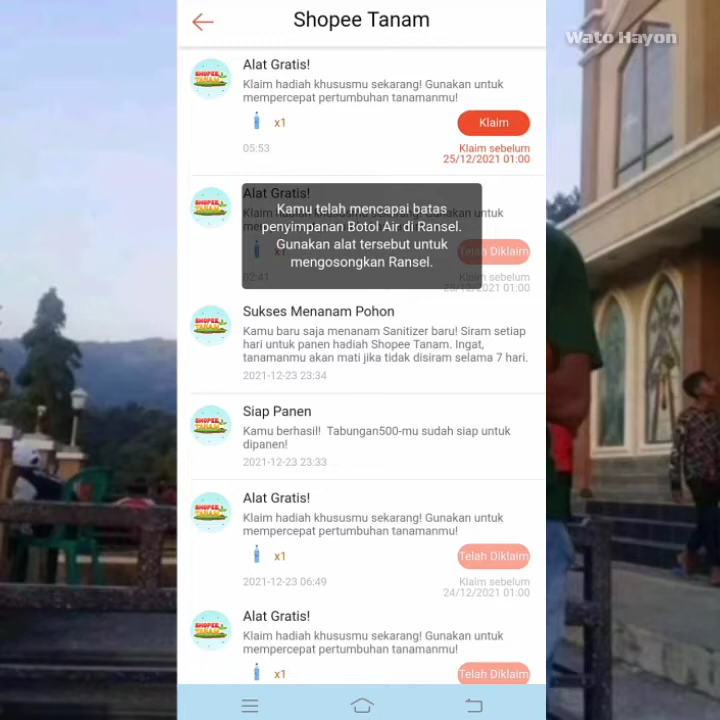 Shopee Tanam
Wato Hayon
Alat Gratis!
Klaim hadiah khususmu sekarang! Gunakan untuk
mempercepat pertumbuhan tanamanmu!
x1
Klaim
05:53
Klaim sebelum
25/12/2021 01:00
Alat Gratis!
Kamu telah mencapai batas
penyimpanan Botol Air di Ransel.
Gunakan alat tersebut untuk
mengosongkan Ransel.
x1
Telah Diklaim
02:41
Klaim sebelum
01:00
Sukses Menanam Pohon
Kamu baru saja menanam Sanitizer baru! Siram setiap
hari untuk panen hadiah Shopee Tanam. Ingat,
tanamanmu akan mati jika tidak disiram selama 7 hari.
2021-12-23 23:34
Siap Panen
Kamu berhasil! Tabungan500-mu sudah siap untuk
dipanen!
2021-12-23 23:33
Alat Gratis!
Klaim hadiah khususmu sekarang! Gunakan untuk
mempercepat pertumbuhan tanamanmu!
x1
Telah Diklaim
2021-12-23 06:49
Klaim sebelum
24/12/2021 01:00
Alat Gratis!
Klaim hadiah khususmu sekarang! Gunakan untuk
mempercepat pertumbuhan tanamanmu!
x1
Telah Diklaim